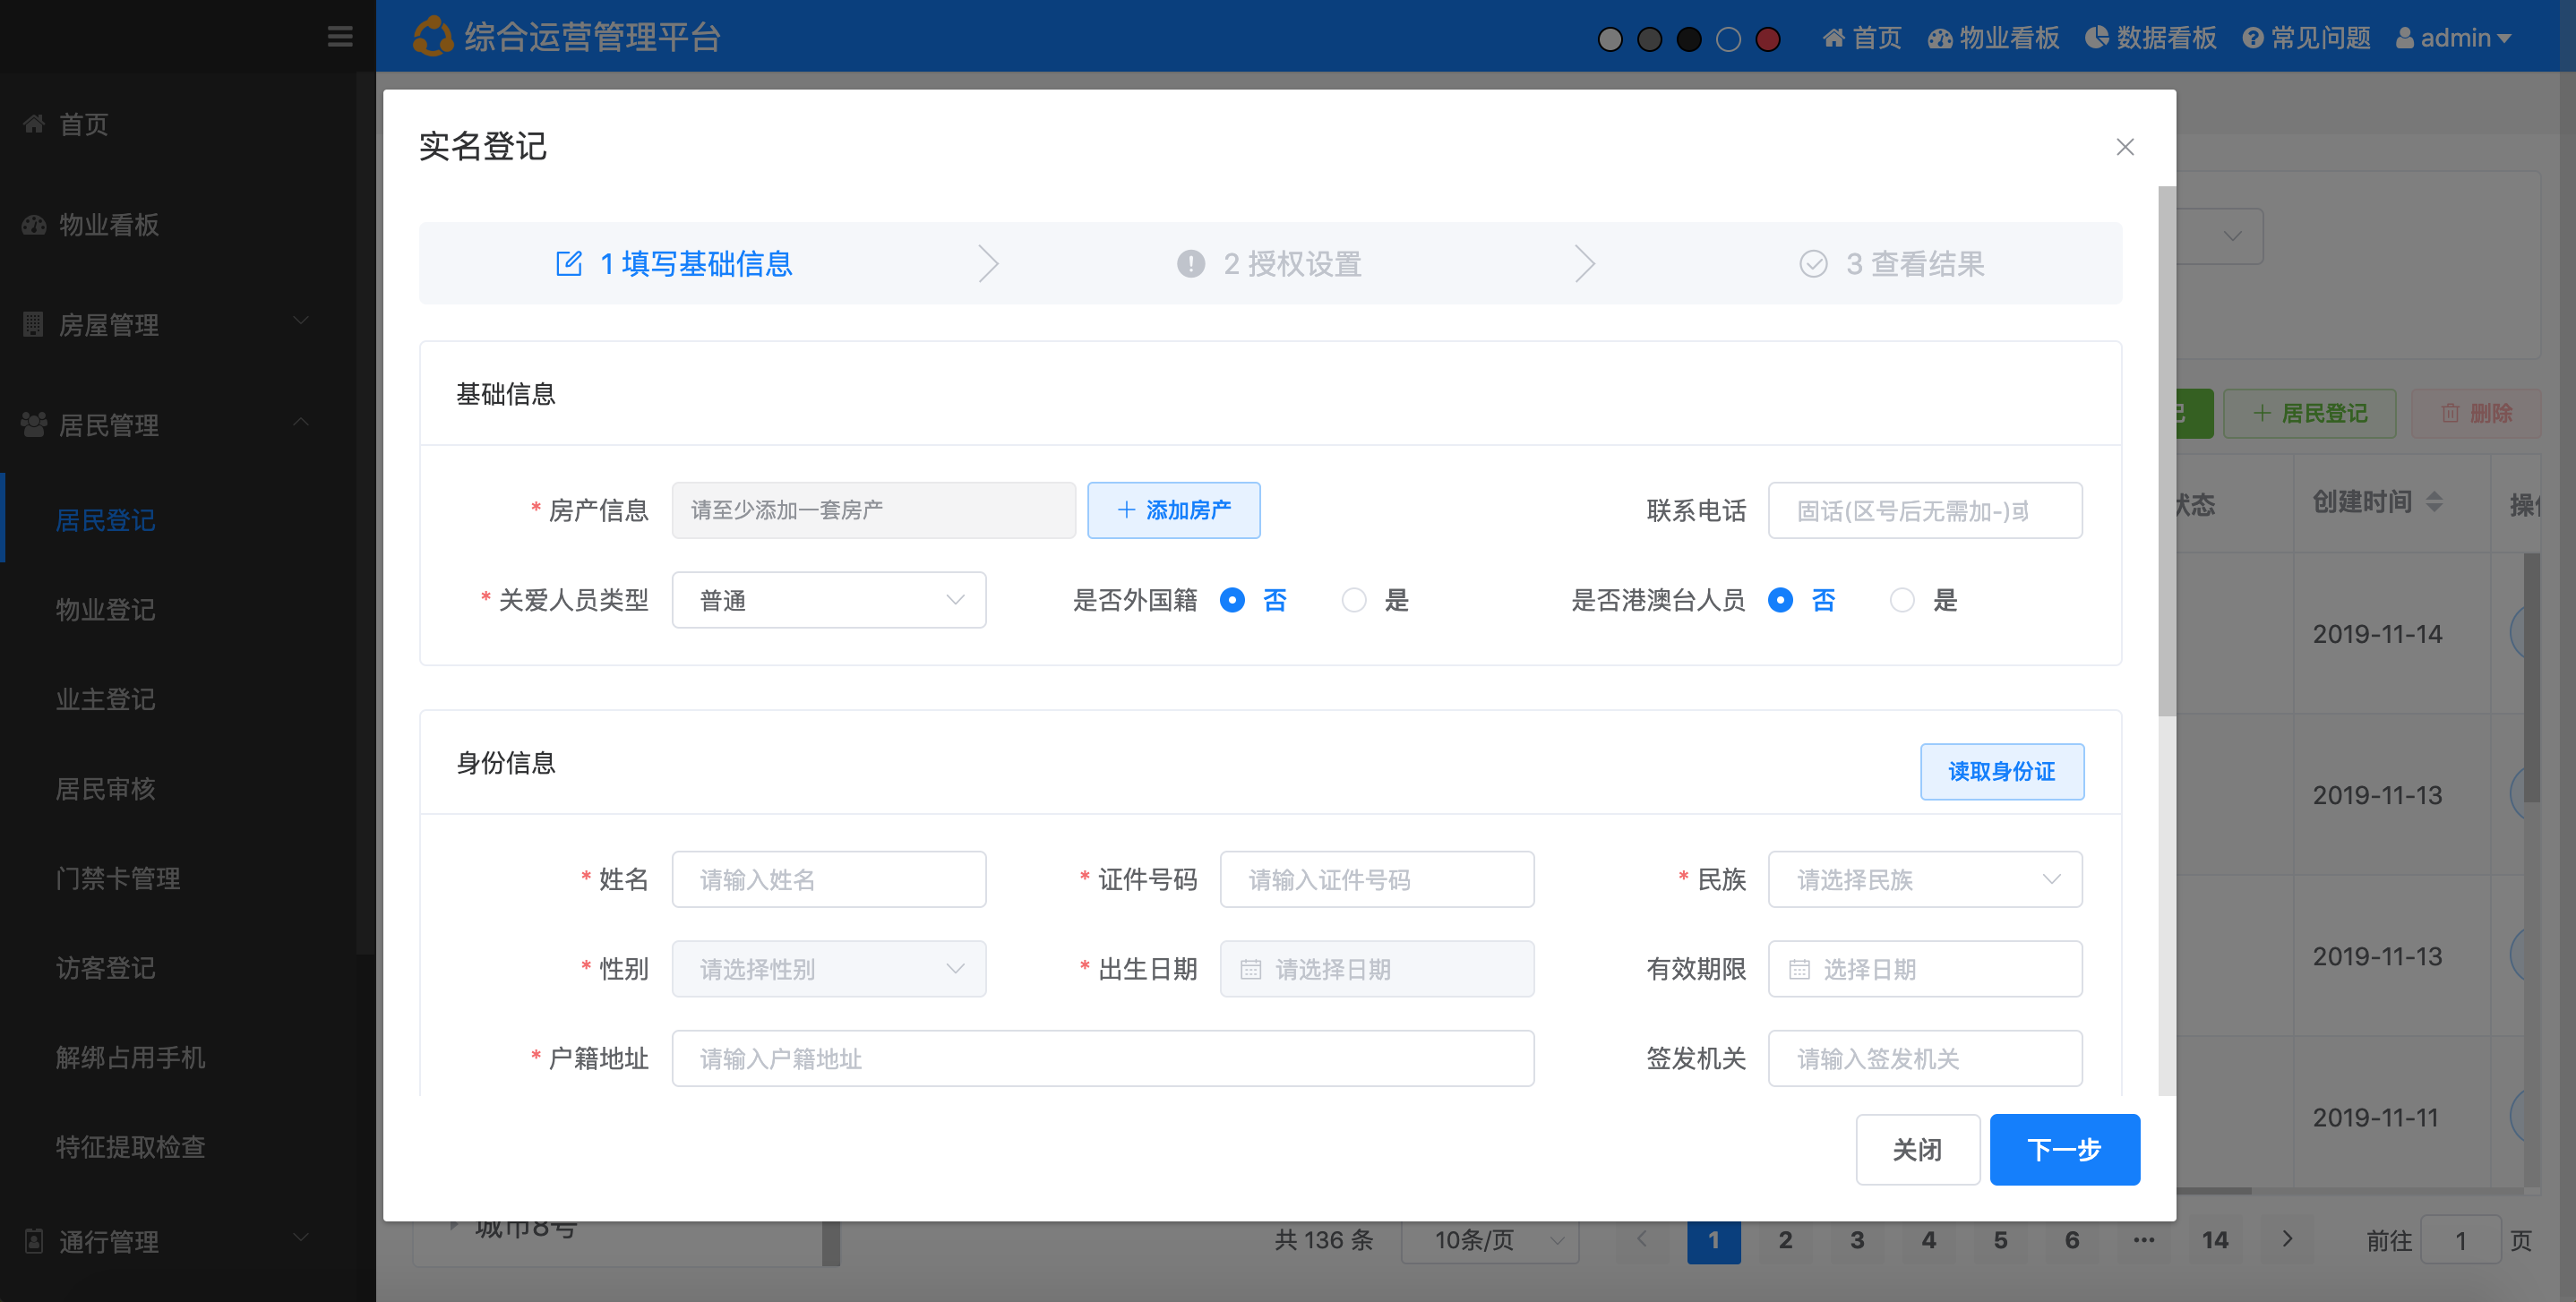 综合运营管理平台
首页 物业看板 数据看板 常见问题 admin
首页
物业看板
房屋管理
居民管理
居民登记
物业登记
业主登记
居民审核
门禁卡管理
访客登记
解绑占用手机
特征提取检查
通行管理
实名登记
1 填写基础信息 2 授权设置 3 查看结果
基础信息
* 房产信息 请至少添加一套房产 + 添加房产 联系电话 固话(区号后无需加-)或
* 关爱人员类型 普通 是否外国籍 否 是 是否港澳台人员 否 是
身份信息 读取身份证
* 姓名 请输入姓名 * 证件号码 请输入证件号码 * 民族 请选择民族
* 性别 请选择性别 * 出生日期 请选择日期 有效期限 选择日期
* 户籍地址 请输入户籍地址 签发机关 请输入签发机关
关闭 下一步
+ 居民登记 删除
状态 创建时间
2019-11-14
2019-11-13
2019-11-13
2019-11-11
城市8号
共 136 条 10条/页 1 2 3 4 5 6 ... 14 前往 1 页